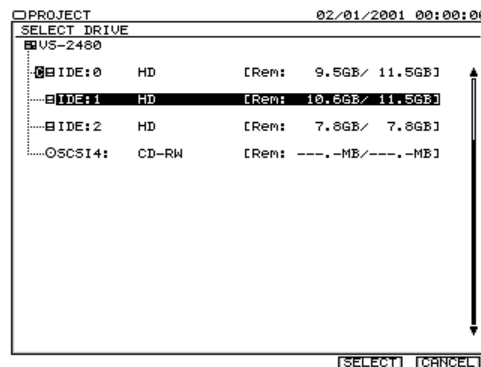 PROJECT 02/01/2001 00:00:00
SELECT DRIVE
VS-2480
C IDE:0 HD [Rem: 9.5GB/ 11.5GB]
IDE:1 HD [Rem: 10.6GB/ 11.5GB]
IDE:2 HD [Rem: 7.8GB/ 7.8GB]
SCSI4: CD-RW [Rem: ---.-MB/---.-MB]
[SELECT] [CANCEL]